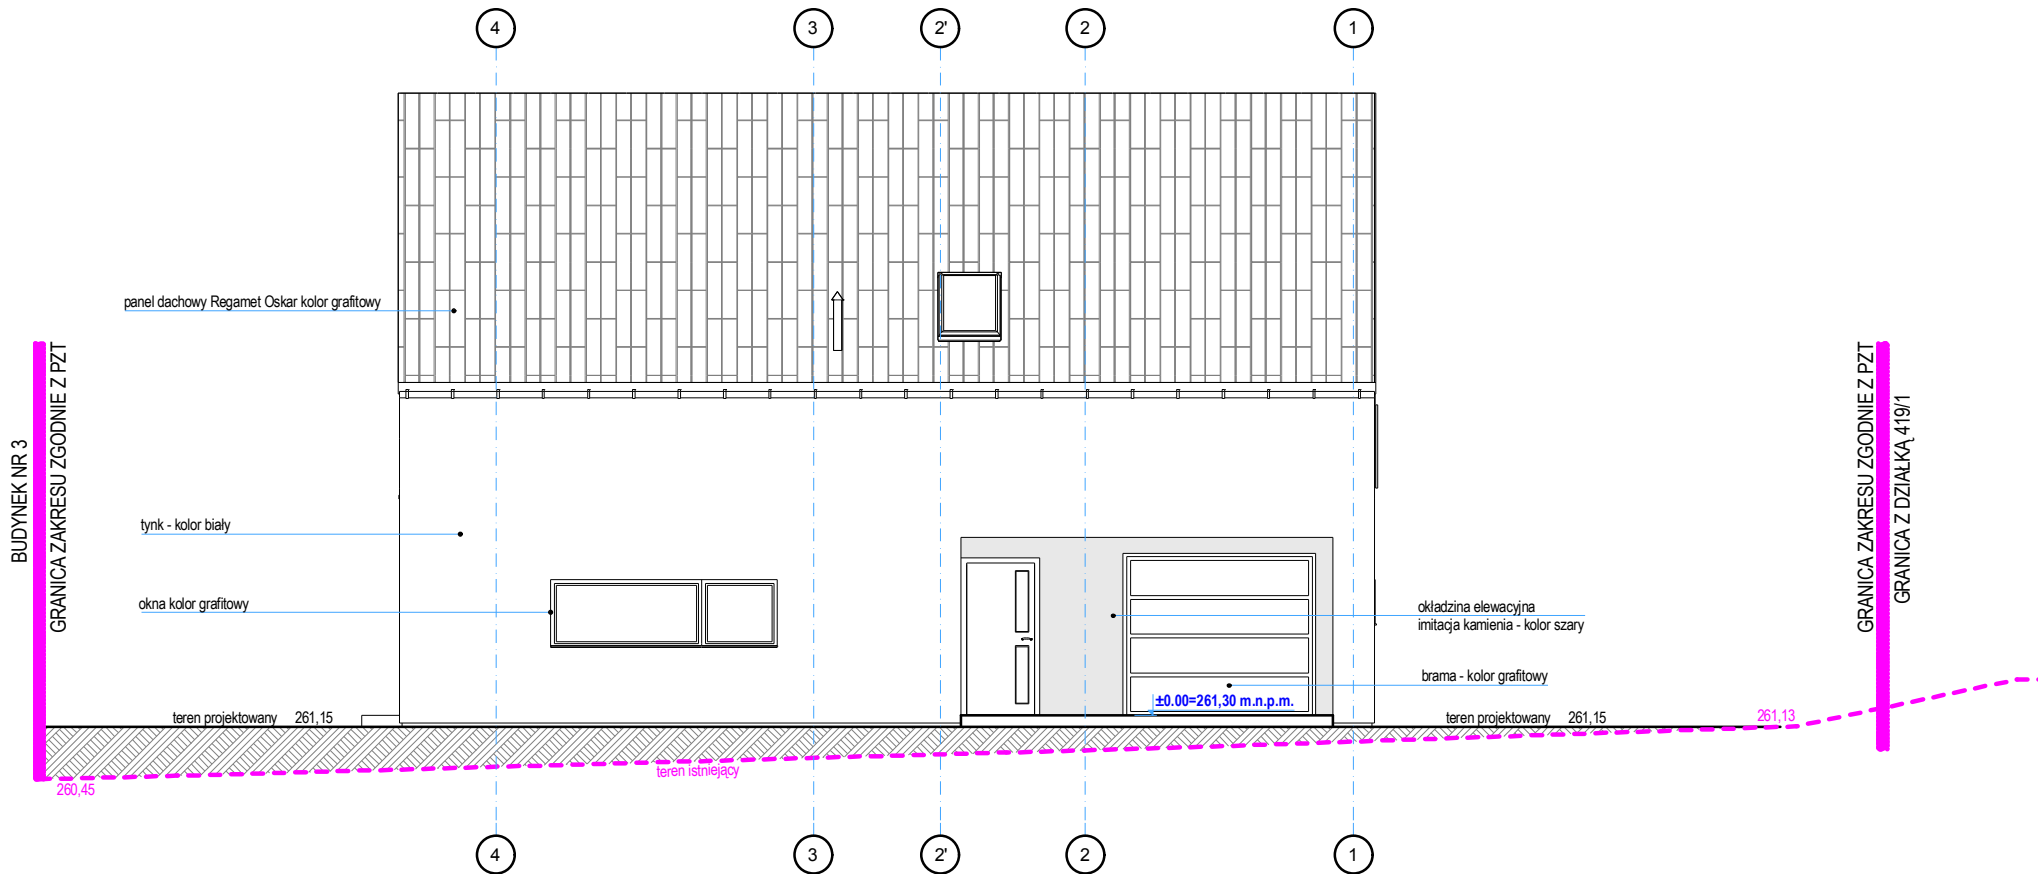 4
3
2'
2
1
panel dachowy Regamet Oskar kolor grafitowy
BUDYNEK NR 3
GRANICA ZAKRESU ZGODNIE Z PZT
GRANICA ZAKRESU ZGODNIE Z PZT
GRANICA Z DZIAŁKĄ 419/1
tynk - kolor biały
okna kolor grafitowy
okładzina elewacyjna
imitacja kamienia - kolor szary
brama - kolor grafitowy
±0.00=261,30 m.n.p.m.
teren projektowany 261,15
teren projektowany 261,15
261,13
teren istniejący
260,45
4
3
2'
2
1